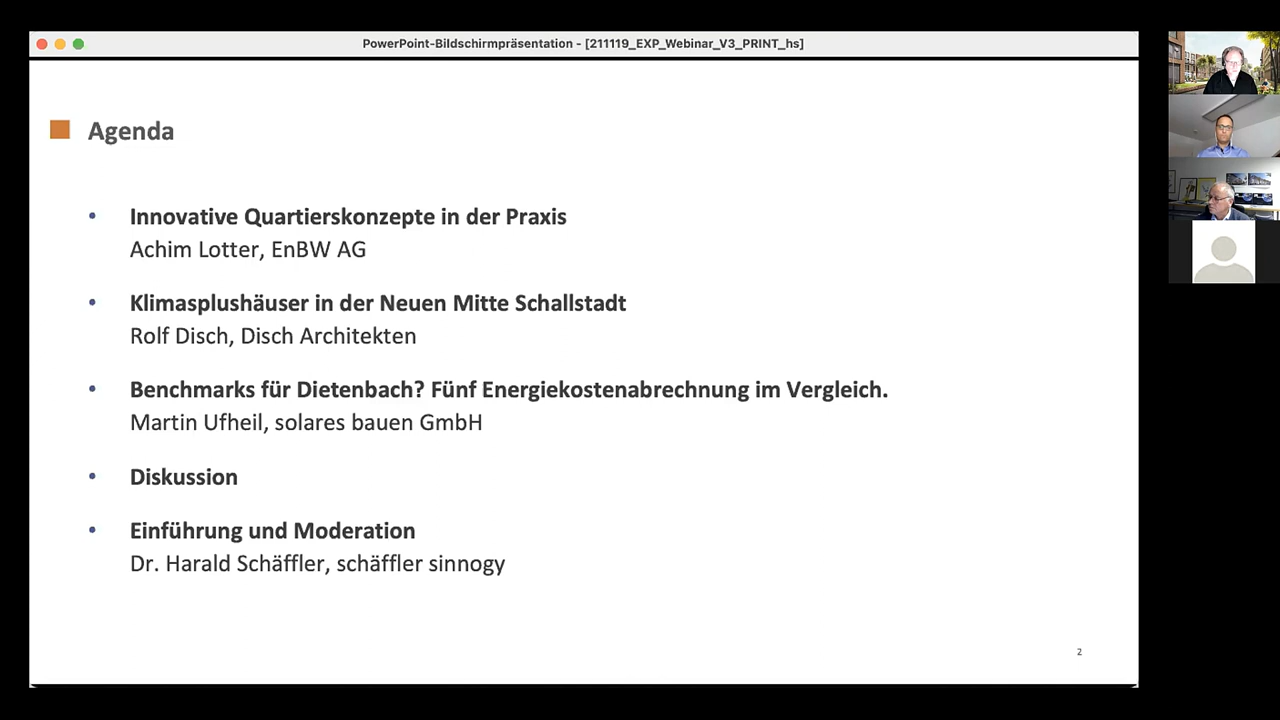 PowerPoint-Bildschirmpräsentation - [211119_EXP_Webinar_V3_PRINT_hs]
Agenda
• Innovative Quartierskonzepte in der Praxis
Achim Lotter, EnBW AG
• Klimasplushäuser in der Neuen Mitte Schallstadt
Rolf Disch, Disch Architekten
• Benchmarks für Dietenbach? Fünf Energiekostenabrechnung im Vergleich.
Martin Ufheil, solares bauen GmbH
• Diskussion
• Einführung und Moderation
Dr. Harald Schäffler, schäffler sinnogy
2